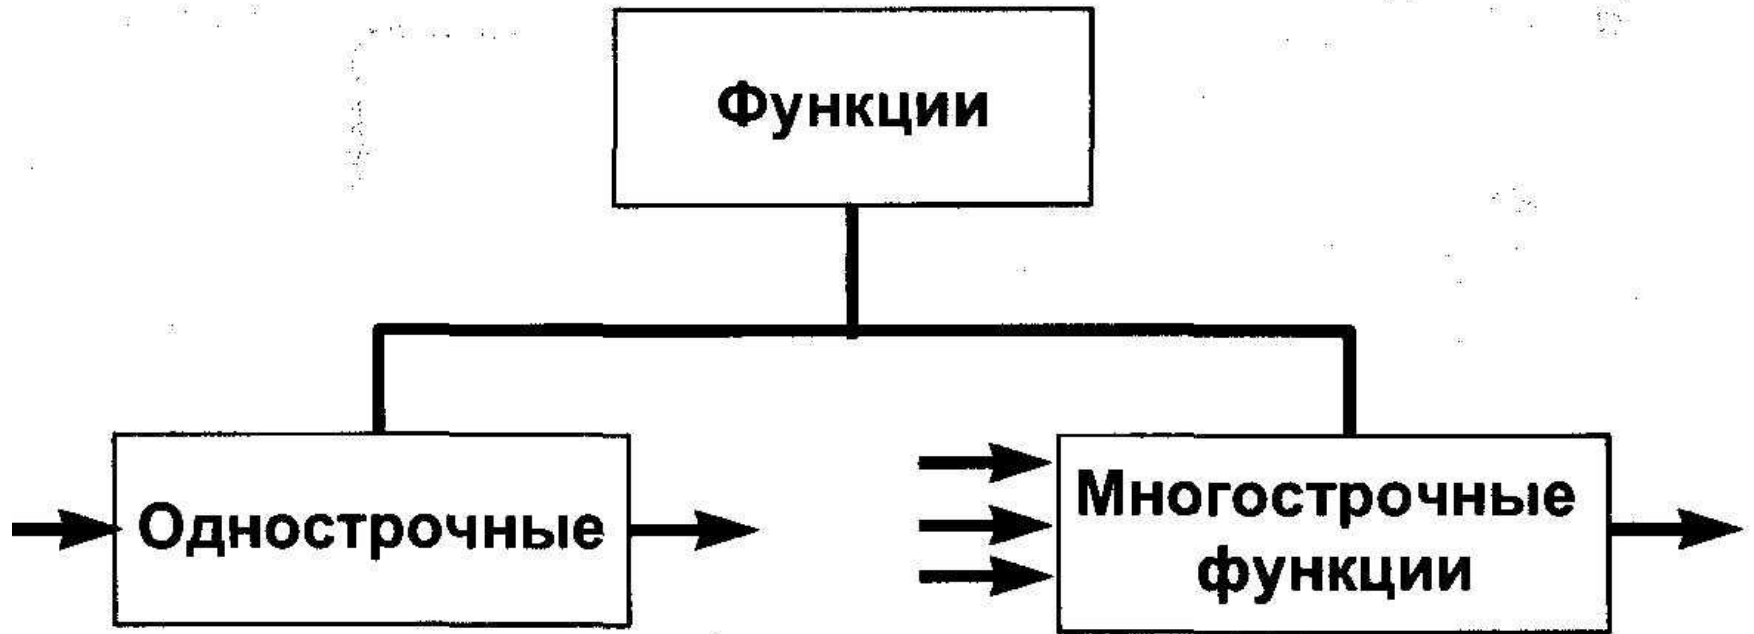 Функции
Однострочные
Многострочные
функции